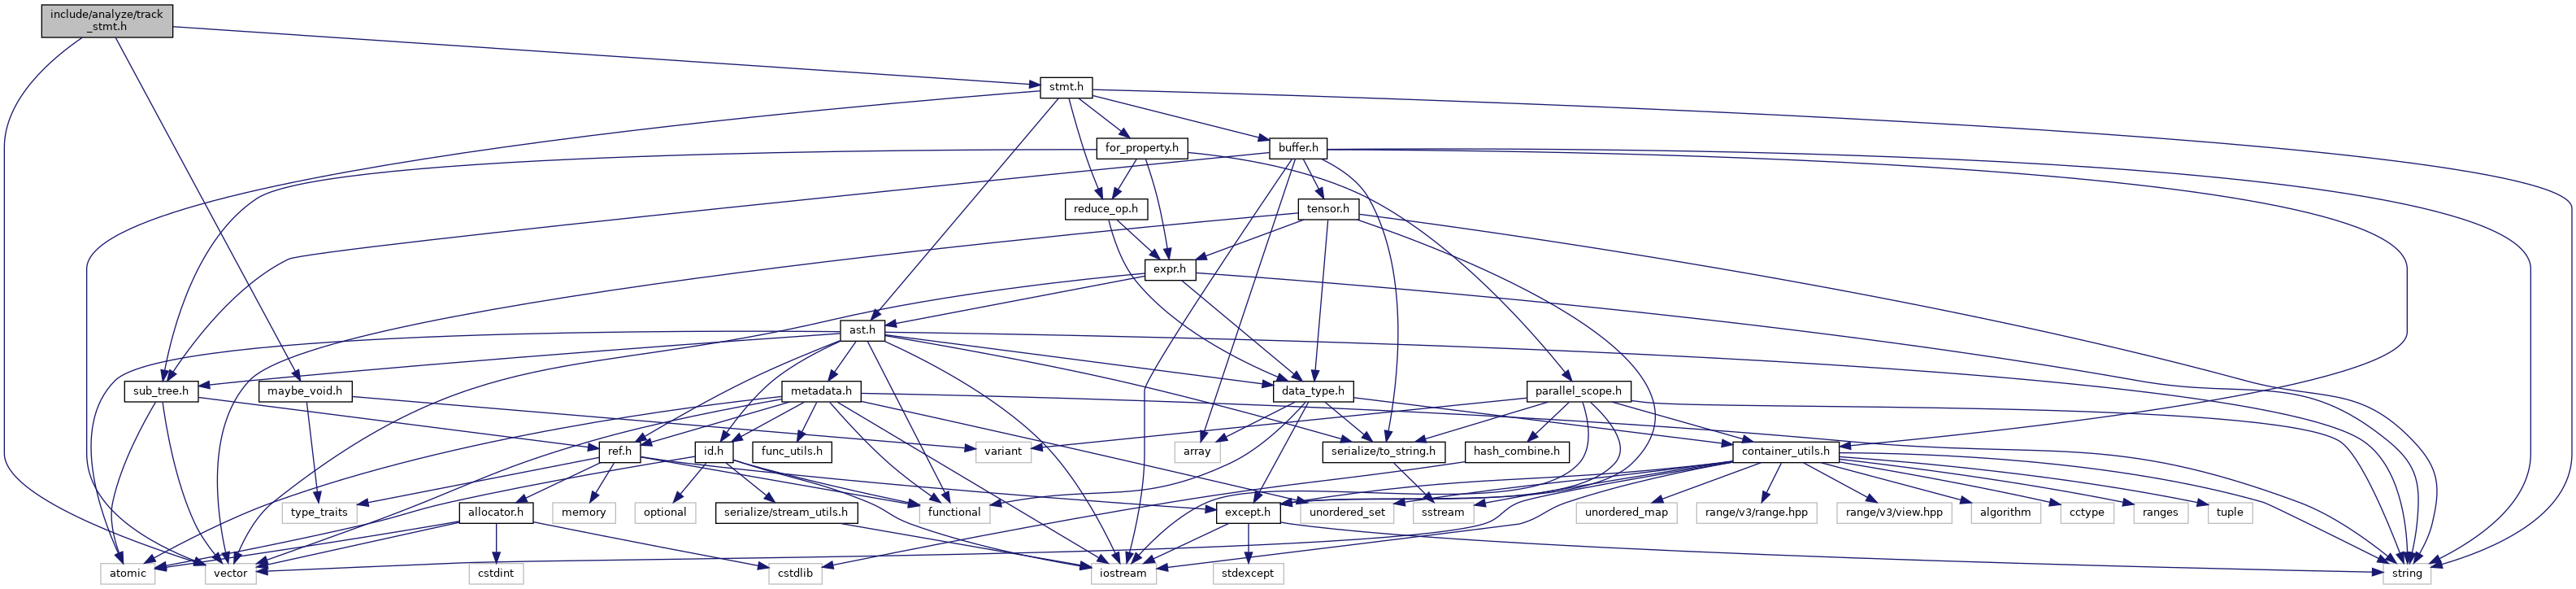 include/analyze/track
_stmt.h
stmt.h
for_property.h
buffer.h
reduce_op.h
tensor.h
expr.h
ast.h
sub_tree.h
maybe_void.h
metadata.h
data_type.h
parallel_scope.h
ref.h
id.h
func_utils.h
variant
array
serialize/to_string.h
hash_combine.h
container_utils.h
type_traits
allocator.h
memory
optional
serialize/stream_utils.h
functional
except.h
unordered_set
sstream
unordered_map
range/v3/range.hpp
range/v3/view.hpp
algorithm
cctype
ranges
tuple
atomic
vector
cstdint
cstdlib
iostream
stdexcept
string